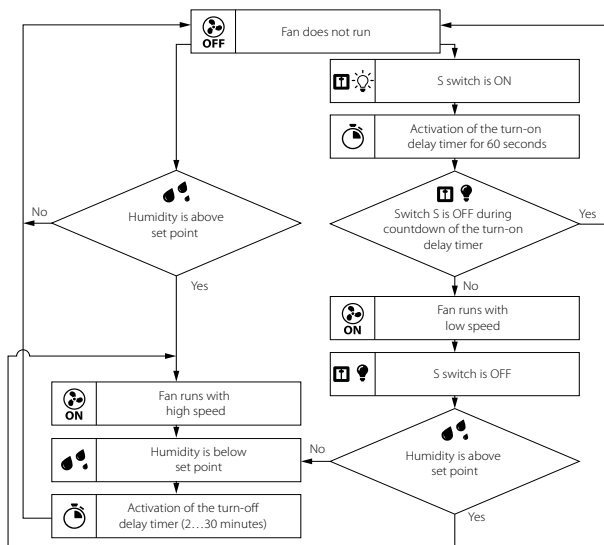 OFF
Fan does not run
S switch is ON
Activation of the turn-on
delay timer for 60 seconds
No
Humidity is above
set point
Yes
Switch S is OFF during
countdown of the turn-on
delay timer
Yes
No
ON
Fan runs with
low speed
S switch is OFF
ON
Fan runs with
high speed
Humidity is below
set point
No
Humidity is above
set point
Yes
Activation of the turn-off
delay timer (2...30 minutes)